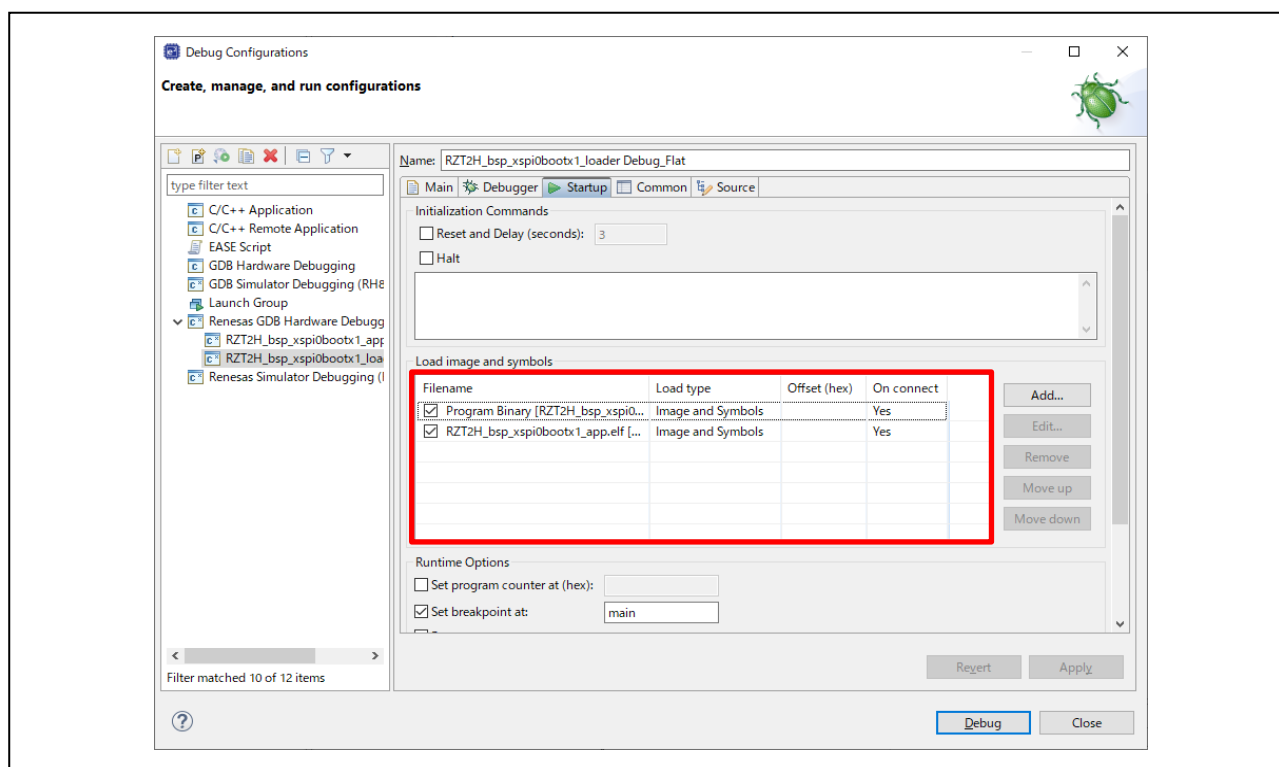 Debug Configurations
Create, manage, and run configurations
type filter text
C/C++ Application
C/C++ Remote Application
EASE Script
GDB Hardware Debugging
GDB Simulator Debugging (RH8
Launch Group
Renesas GDB Hardware Debugg
RZT2H_bsp_xspi0bootx1_app
RZT2H_bsp_xspi0bootx1_loa
Renesas Simulator Debugging (I
Filter matched 10 of 12 items
Name: RZT2H_bsp_xspi0bootx1_loader Debug_Flat
Main Debugger Startup Common Source
Initialization Commands
Reset and Delay (seconds): 3
Halt
Load image and symbols
Filename Load type Offset (hex) On connect
Program Binary [RZT2H_bsp_xspi0... Image and Symbols Yes
RZT2H_bsp_xspi0bootx1_app.elf [... Image and Symbols Yes
Add...
Edit...
Remove
Move up
Move down
Runtime Options
Set program counter at (hex):
Set breakpoint at: main
Revert Apply
Debug Close